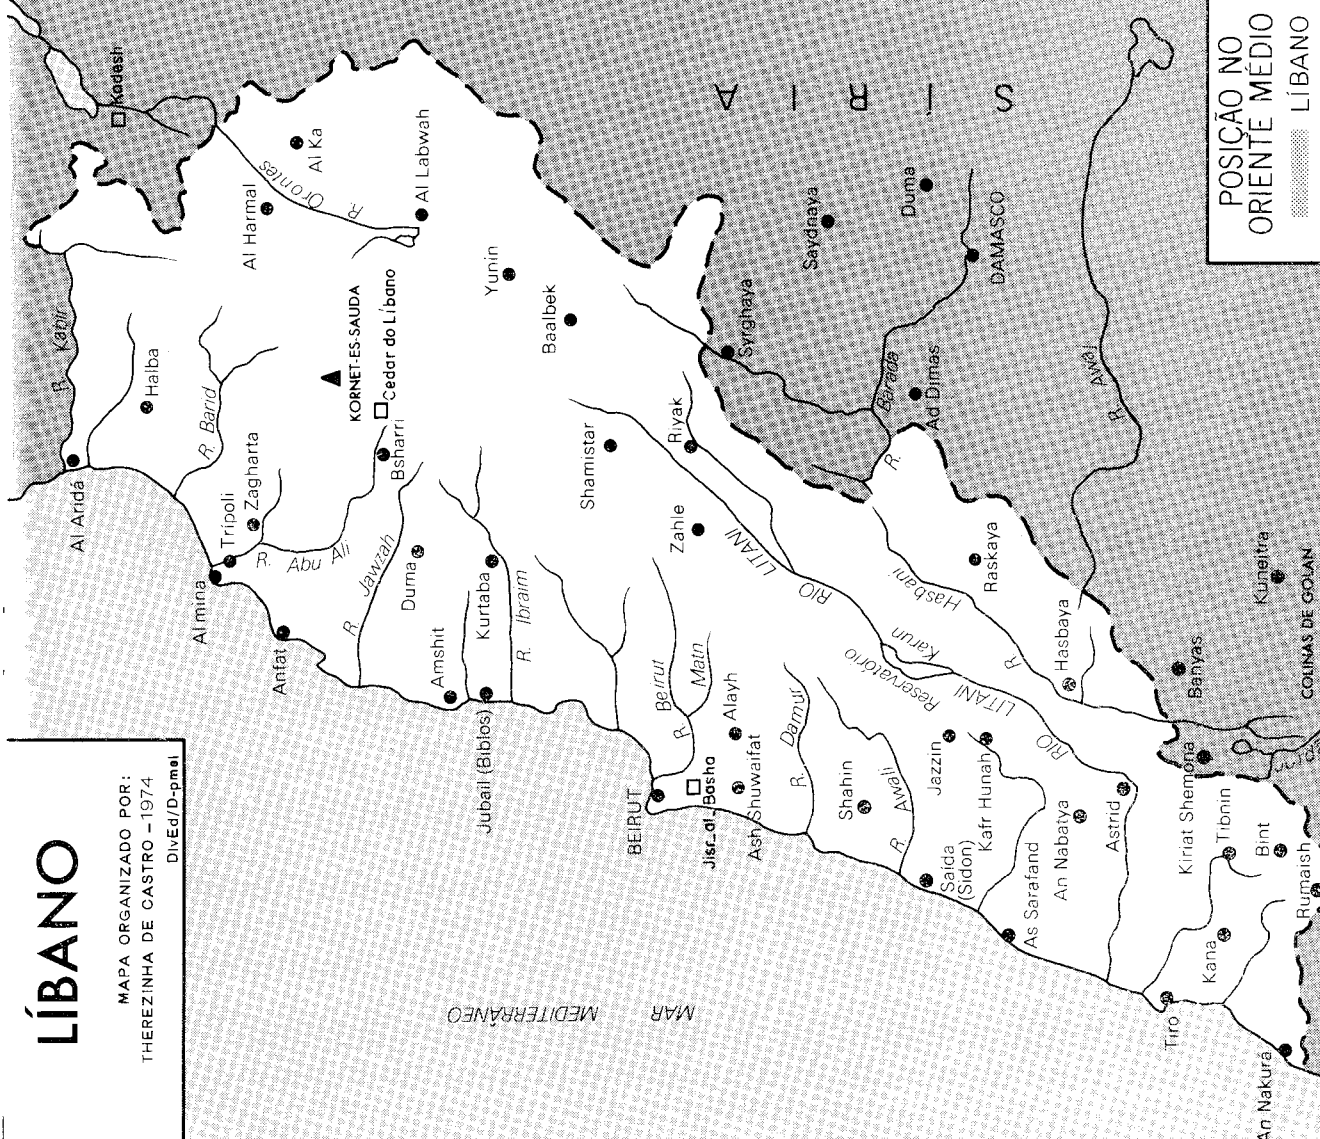 LÍBANO
MAPA ORGANIZADO POR:
THEREZINHA DE CASTRO-1974
DivEd/D-pmel
POSIÇÃO NO
ORIENTE MÉDIO
LÍBANO
SÍRIA
MAR MEDITERRÂNEO
Kadesh
R. Kabir
Al Aridá
Halba
R. Barid
Al Harmal
R. Orontes
Al Ka
Al Labwah
KORNET-ES-SAUDA
Cedar do Líbano
Bsharri
Trípoli
Zagharta
Al mina
R. Abu Ali
Anfat
R. Jawzah
Duma
Amshit
Kurtaba
Jubail (Biblos)
R. Ibraim
Yunin
Baalbek
Shamistar
Riyak
Zahle
RIO LITANI
BEIRUT
R. Beirut
Matn
Jisr_al_Basha
Alayh
Ash Shuwaifat
R. Damur
Shahin
R. Awali
Reservatório
Karun
RIO LITANI
R. Hasbani
Raskaya
Hasbaya
Jazzin
Kafr Hunah
Saída
(Sidon)
As Sarafand
An Nabatya
Astrid
Kiriat Shemona
Tibnin
Bint
Rumaish
Kana
Tiro
An Nakurá
Banyas
Kuneitra
COLINAS DE GOLAN
Syrghaya
Saydnaya
Duma
DAMASCO
R. Barada
Ad Dimas
R. Awaj